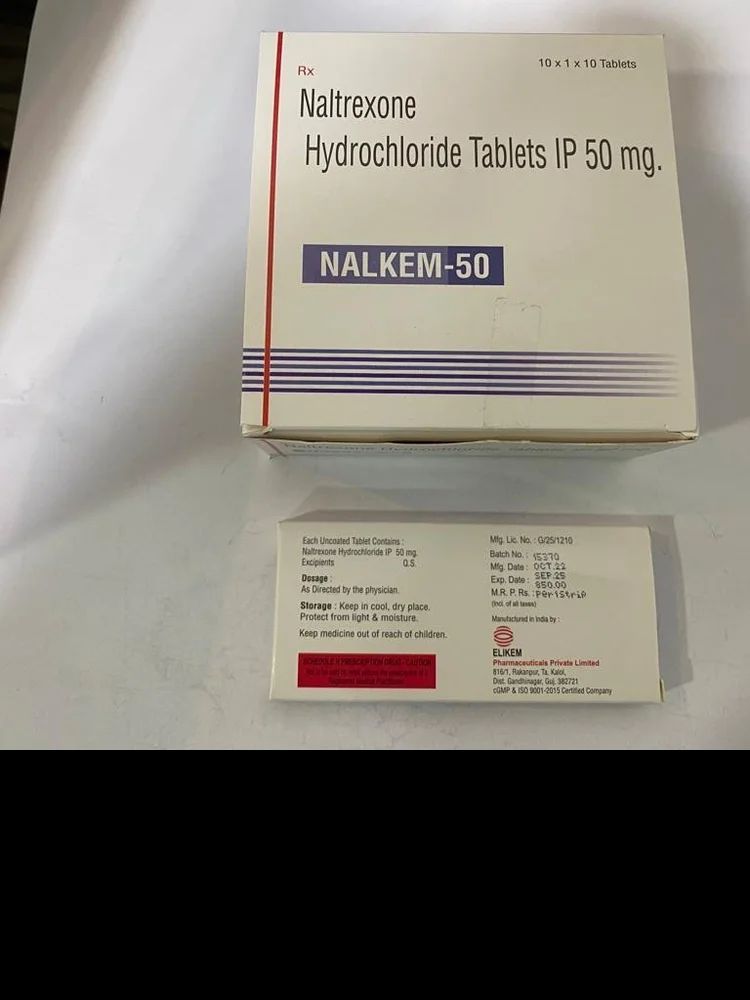 Rx
10 x 1 x 10 Tablets
Naltrexone
Hydrochloride Tablets IP 50 mg.
NALKEM-50
Naltrexone Hydrochloride Tablets
Each Uncoated Tablet Contains :
Naltrexone Hydrochloride IP 50 mg.
Excipients Q.S.
Dosage :
As Directed by the physician.
Storage : Keep in cool, dry place.
Protect from light & moisture.
Keep medicine out of reach of children.
SCHEDULE H PRESCRIPTION DRUG - CAUTION
Mfg. Lic. No. : G/25/1210
Batch No. : 15370
Mfg. Date : OCT.22
Exp. Date : SEP.25
M.R. P. Rs. : 850.00
Per1Strip
(Incl. of all taxes)
Manufactured in India by :
ELIKEM
Pharmaceuticals Private Limited
816/1, Rakanpur, Ta. Kalol,
Dist. Gandhinagar, Guj. 382721
cGMP & ISO 9001-2015 Certified Company